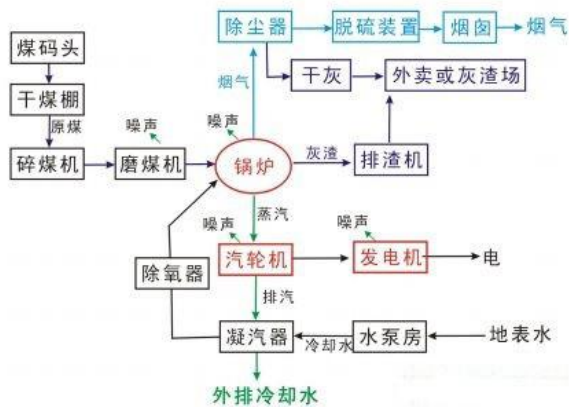 煤码头
干煤棚
原煤
碎煤机
噪声
磨煤机
除尘器
脱硫装置
烟囱
烟气
烟气
干灰
外卖或灰渣场
噪声
锅炉
灰渣
排渣机
蒸汽
噪声
汽轮机
噪声
发电机
电
除氧器
排汽
凝汽器
冷却水
水泵房
地表水
外排冷却水